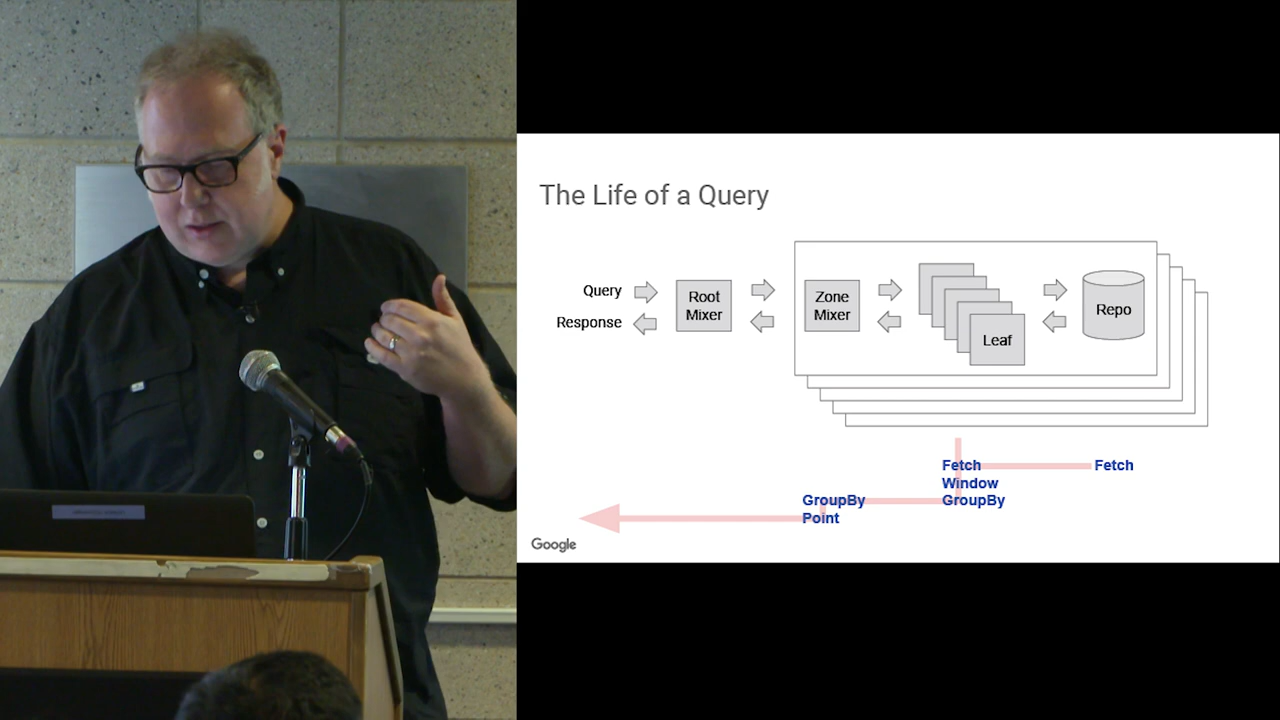 The Life of a Query
Query
Response
Root
Mixer
Zone
Mixer
Leaf
Repo
Fetch
Window
GroupBy
Fetch
GroupBy
Point
Google